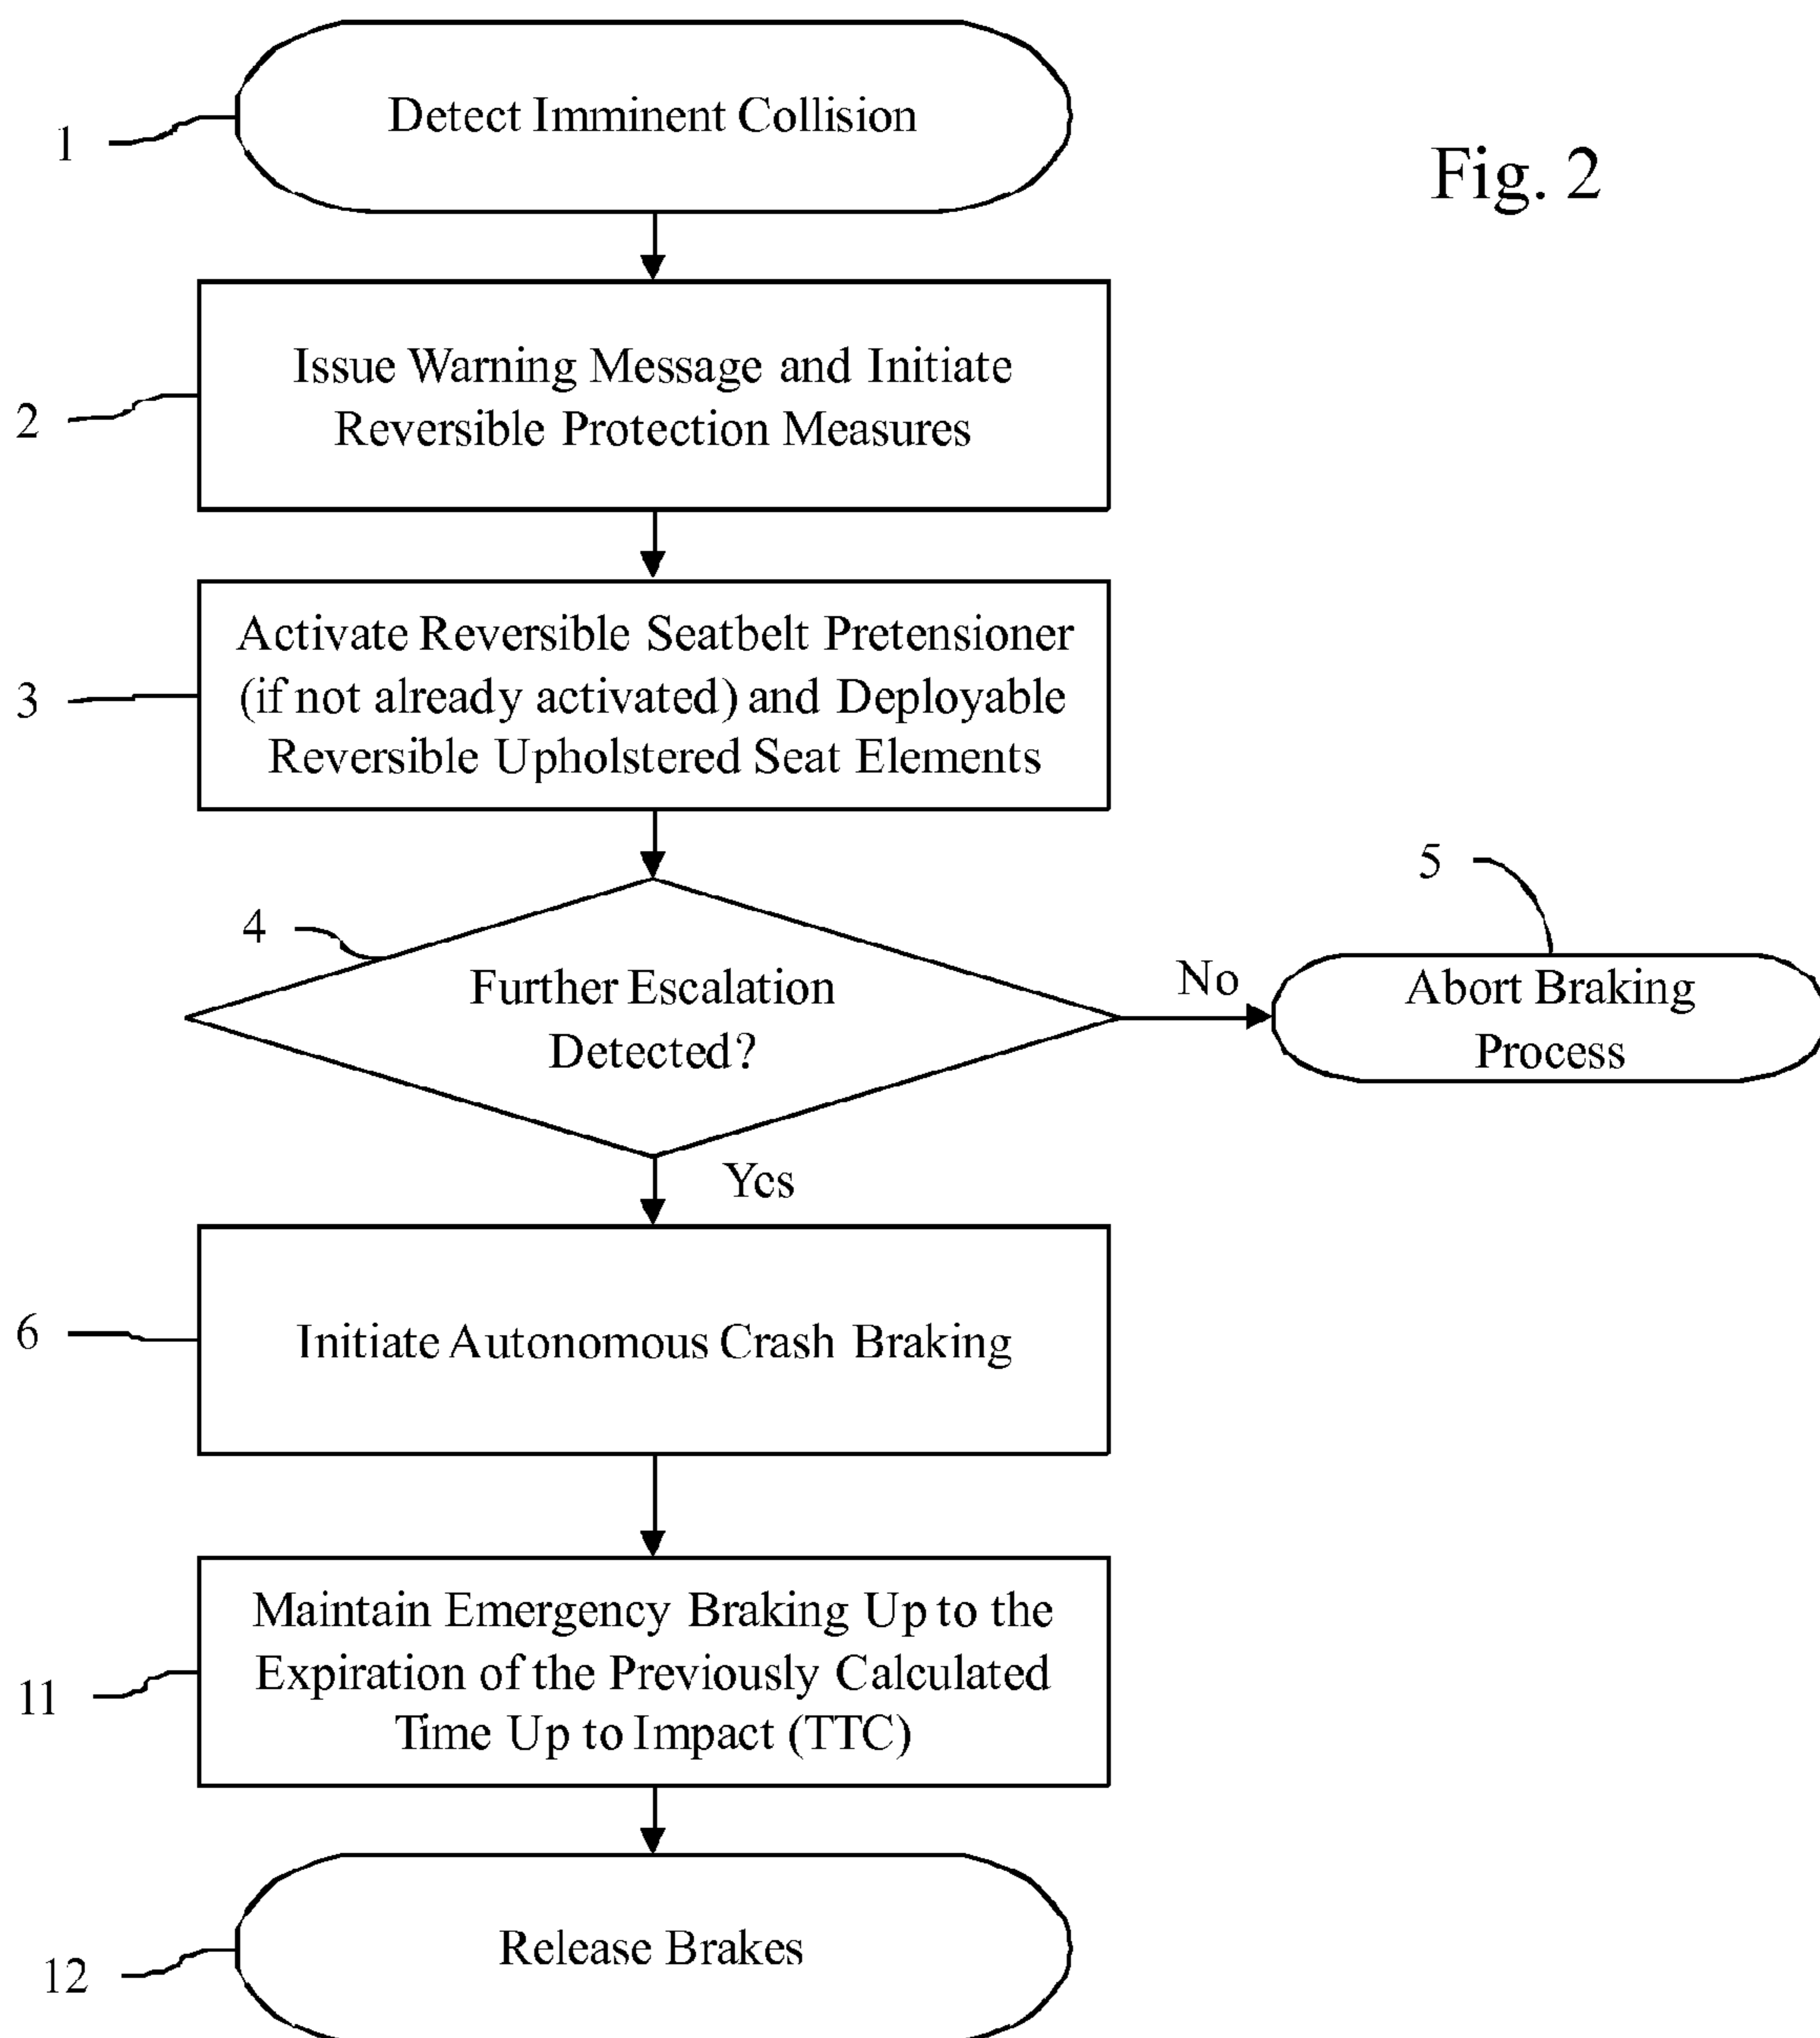 Fig. 2
1
Detect Imminent Collision
2
Issue Warning Message and Initiate
Reversible Protection Measures
3
Activate Reversible Seatbelt Pretensioner
(if not already activated) and Deployable
Reversible Upholstered Seat Elements
4
Further Escalation
Detected?
No
5
Abort Braking
Process
Yes
6
Initiate Autonomous Crash Braking
11
Maintain Emergency Braking Up to the
Expiration of the Previously Calculated
Time Up to Impact (TTC)
12
Release Brakes